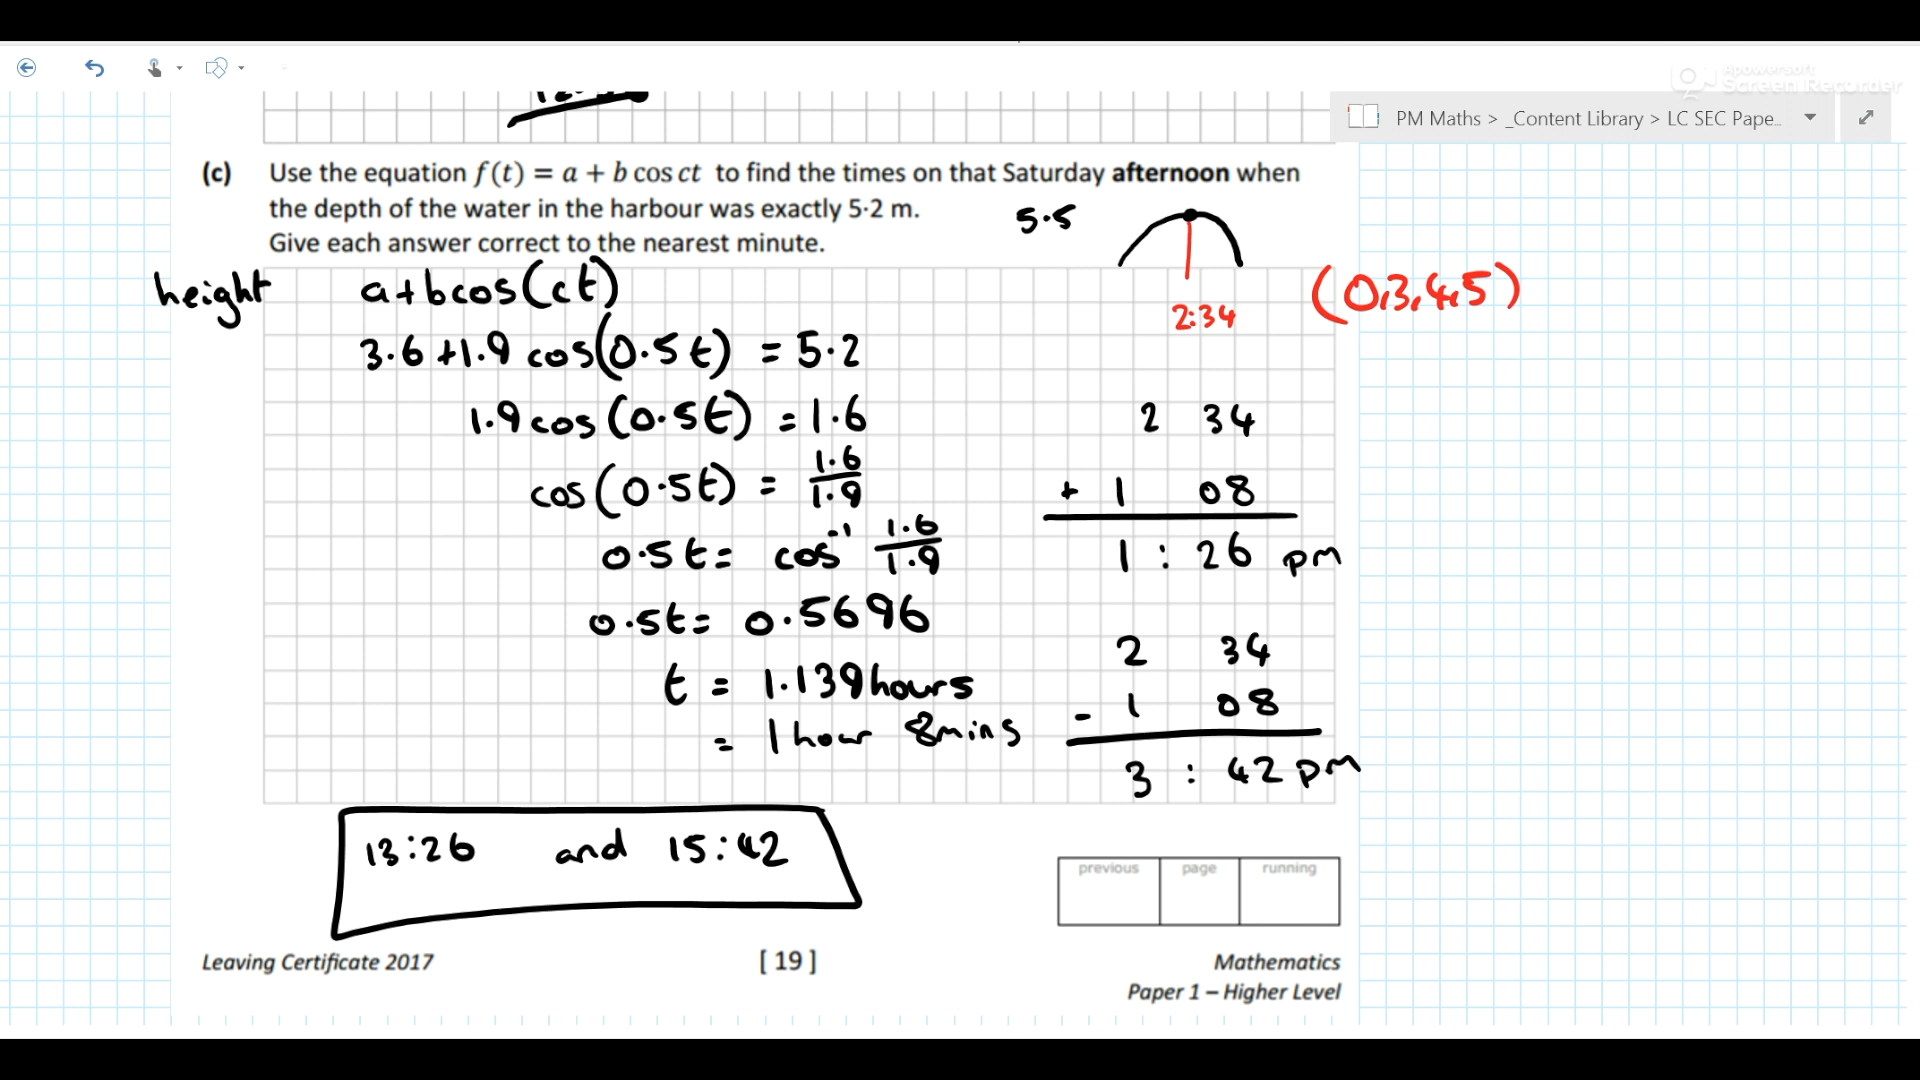 Apowersoft
Screen Recorder
PM Maths > _Content Library > LC SEC Pape...
(c) Use the equation f(t) = a + b cos ct to find the times on that Saturday afternoon when
the depth of the water in the harbour was exactly 5·2 m.
Give each answer correct to the nearest minute.
5.5
2:34
(0,3,4,5)
height a+bcos(ct)
3.6+1.9 cos(0.5t) = 5.2
1.9cos(0.5t) = 1.6
cos(0.5t) = 1.6/1.9
0.5t= cos⁻¹ 1.6/1.9
0.5t= 0.5696
t = 1.139hours
= 1 hour 8mins
2 34
+ 1 08
1 : 26 pm
2 34
- 1 08
3 : 42 pm
13:26 and 15:42
previous page running
Leaving Certificate 2017
[ 19 ]
Mathematics
Paper 1 – Higher Level